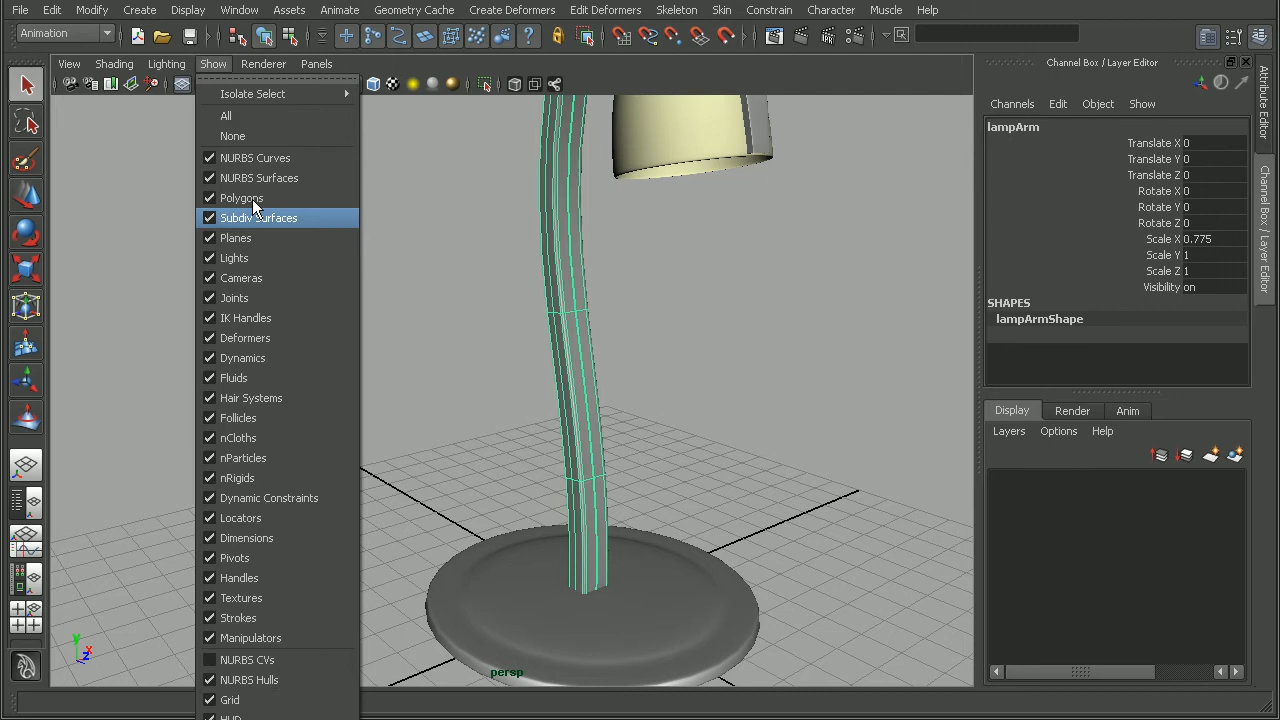 File Edit Modify Create Display Window Assets Animate Geometry Cache Create Deformers Edit Deformers Skeleton Skin Constraint Character Muscle Help
Animation
View Shading Lighting Show Renderer Panels
Channel Box / Layer Editor
Isolate Select
All
None
NURBS Curves
NURBS Surfaces
Polygons
Subdiv Surfaces
Planes
Lights
Cameras
Joints
IK Handles
Deformers
Dynamics
Fluids
Hair Systems
Follicles
nCloths
nParticles
nRigids
Dynamic Constraints
Locators
Dimensions
Pivots
Handles
Textures
Strokes
Manipulators
NURBS CVs
NURBS Hulls
Grid
HUD
y
x
z
persp
Channels Edit Object Show
lampArm
Translate X 0
Translate Y 0
Translate Z 0
Rotate X 0
Rotate Y 0
Rotate Z 0
Scale X 0.775
Scale Y 1
Scale Z 1
Visibility on
SHAPES
lampArmShape
Display Render Anim
Layers Options Help
Attribute Editor
Channel Box / Layer Editor